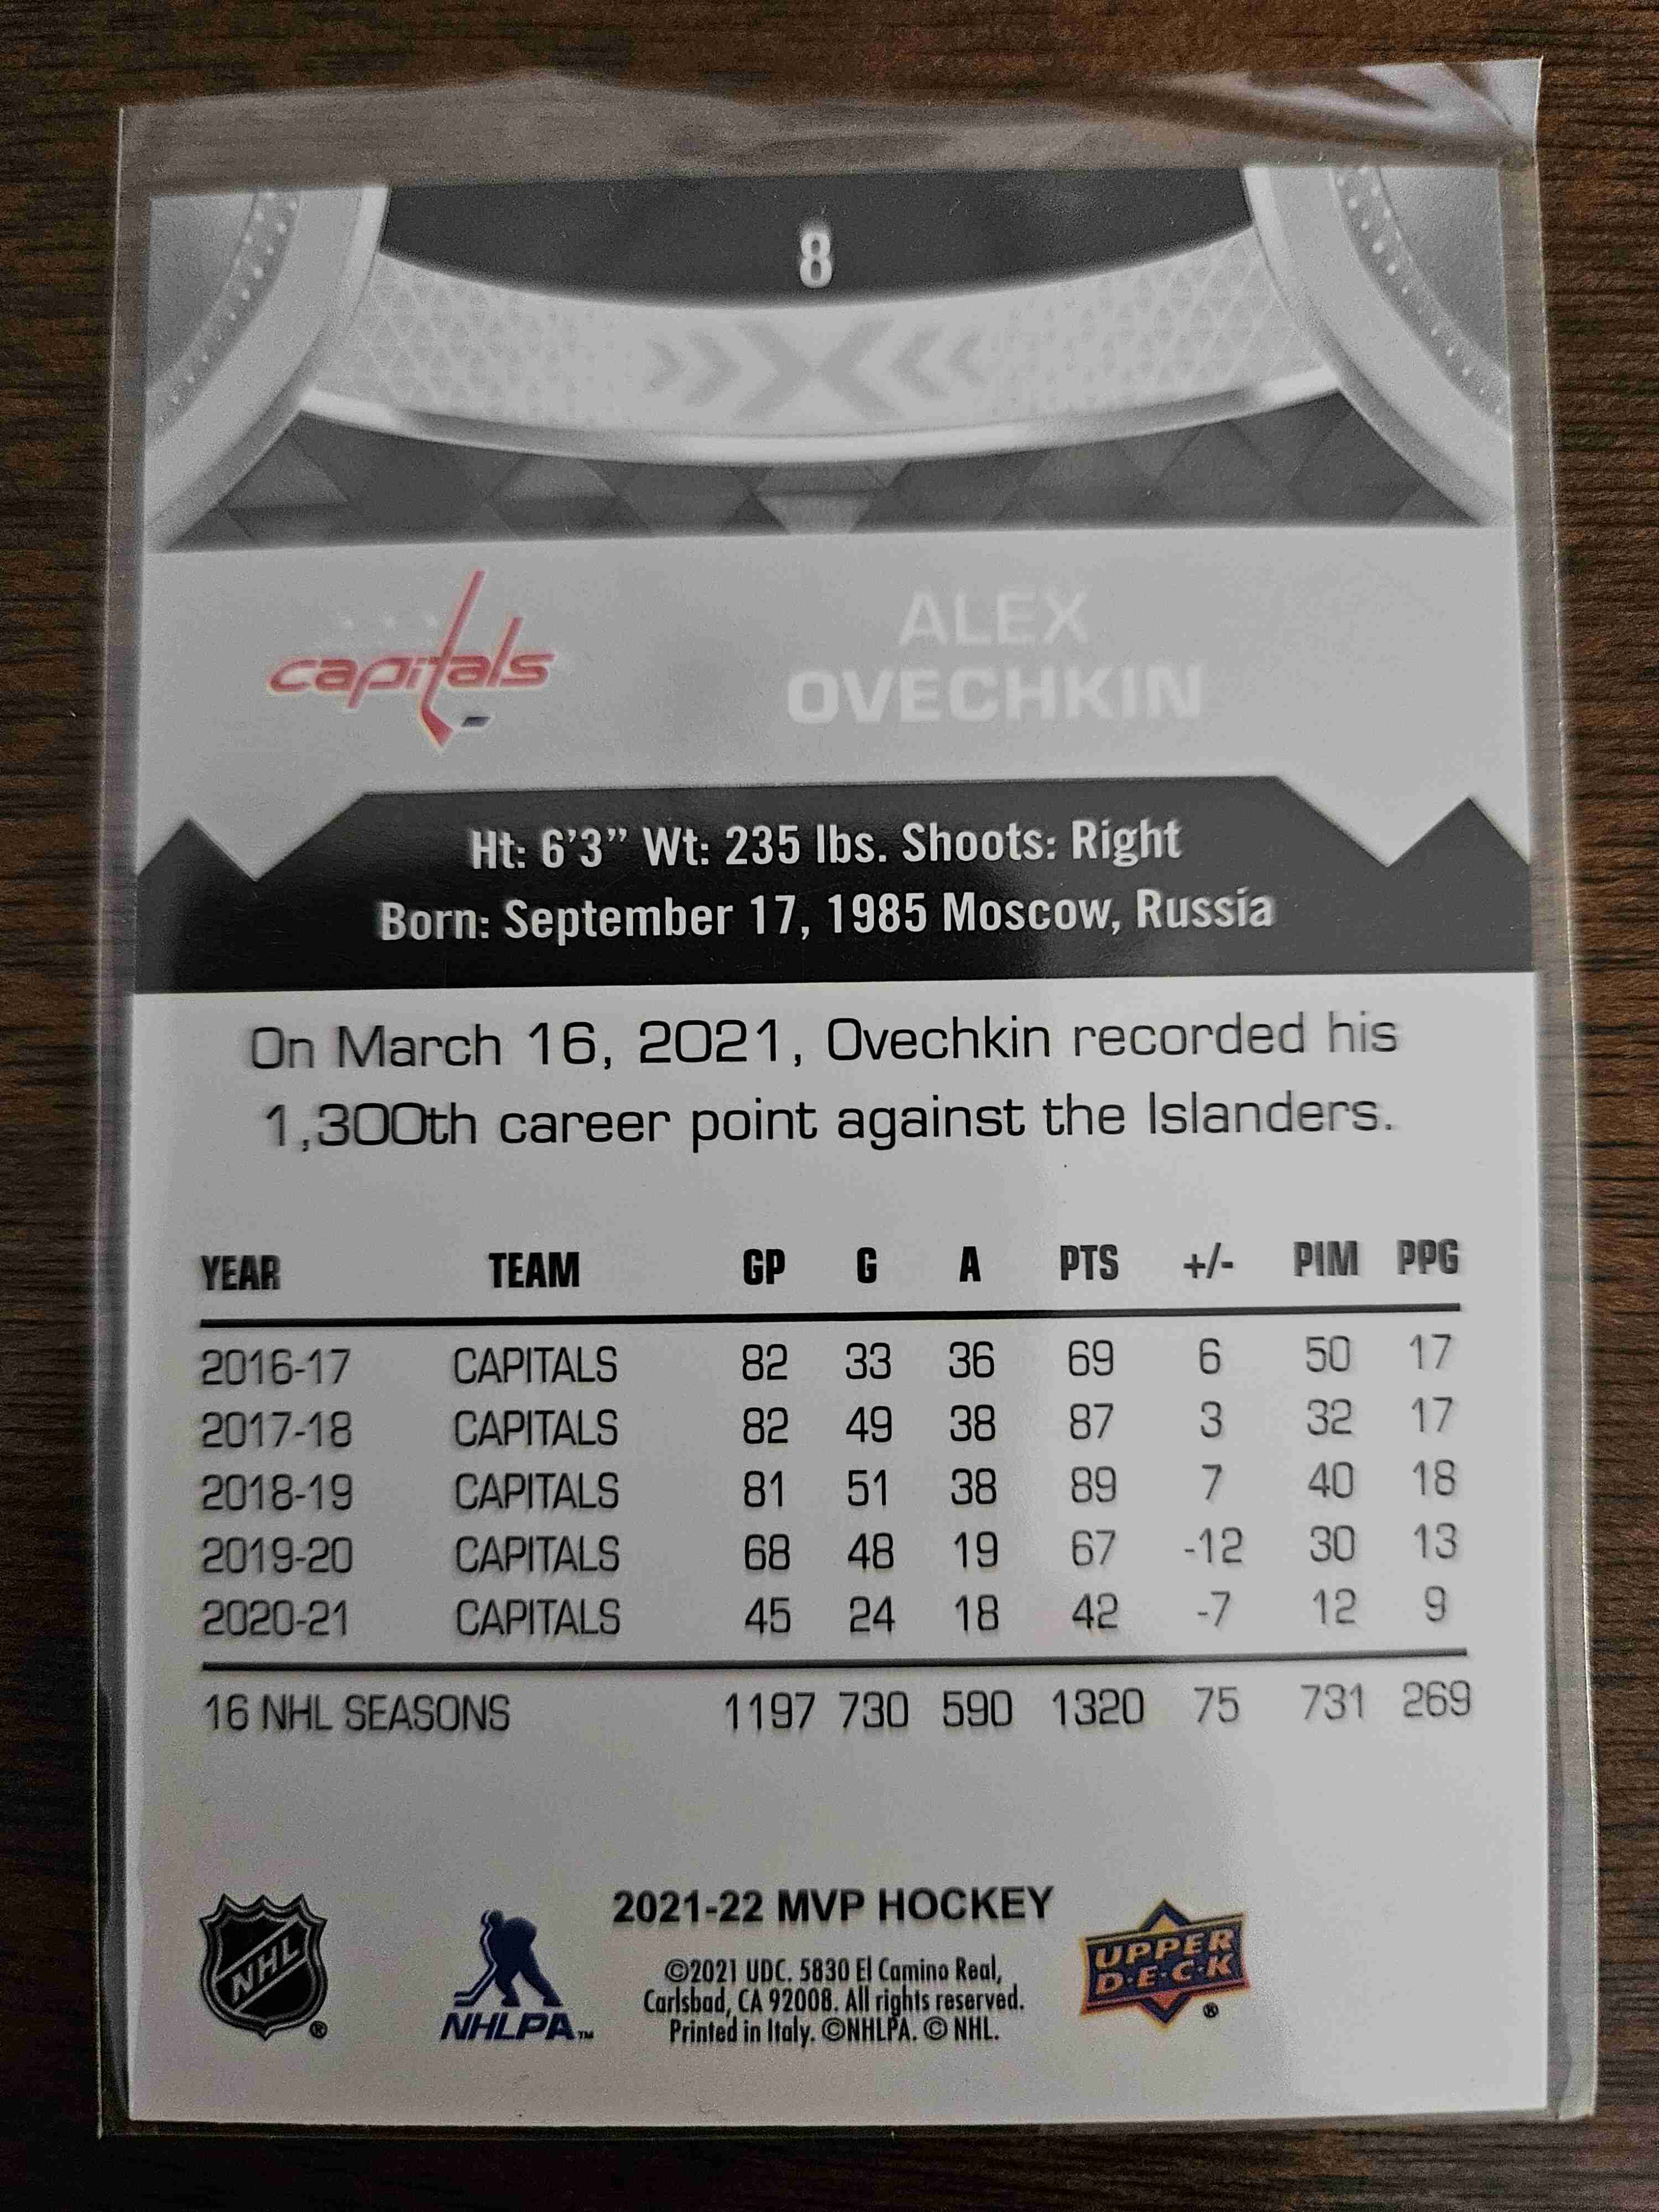 8
capitals
ALEX
OVECHKIN
Ht: 6’3” Wt: 235 lbs. Shoots: Right
Born: September 17, 1985 Moscow, Russia
On March 16, 2021, Ovechkin recorded his
1,300th career point against the Islanders.
YEAR TEAM GP G A PTS +/- PIM PPG
2016-17 CAPITALS 82 33 36 69 6 50 17
2017-18 CAPITALS 82 49 38 87 3 32 17
2018-19 CAPITALS 81 51 38 89 7 40 18
2019-20 CAPITALS 68 48 19 67 -12 30 13
2020-21 CAPITALS 45 24 18 42 -7 12 9
16 NHL SEASONS 1197 730 590 1320 75 731 269
2021-22 MVP HOCKEY
©2021 UDC. 5830 El Camino Real,
Carlsbad, CA 92008. All rights reserved.
Printed in Italy. ©NHLPA. © NHL.
NHL®
NHLPA™
UPPER
D·E·C·K®